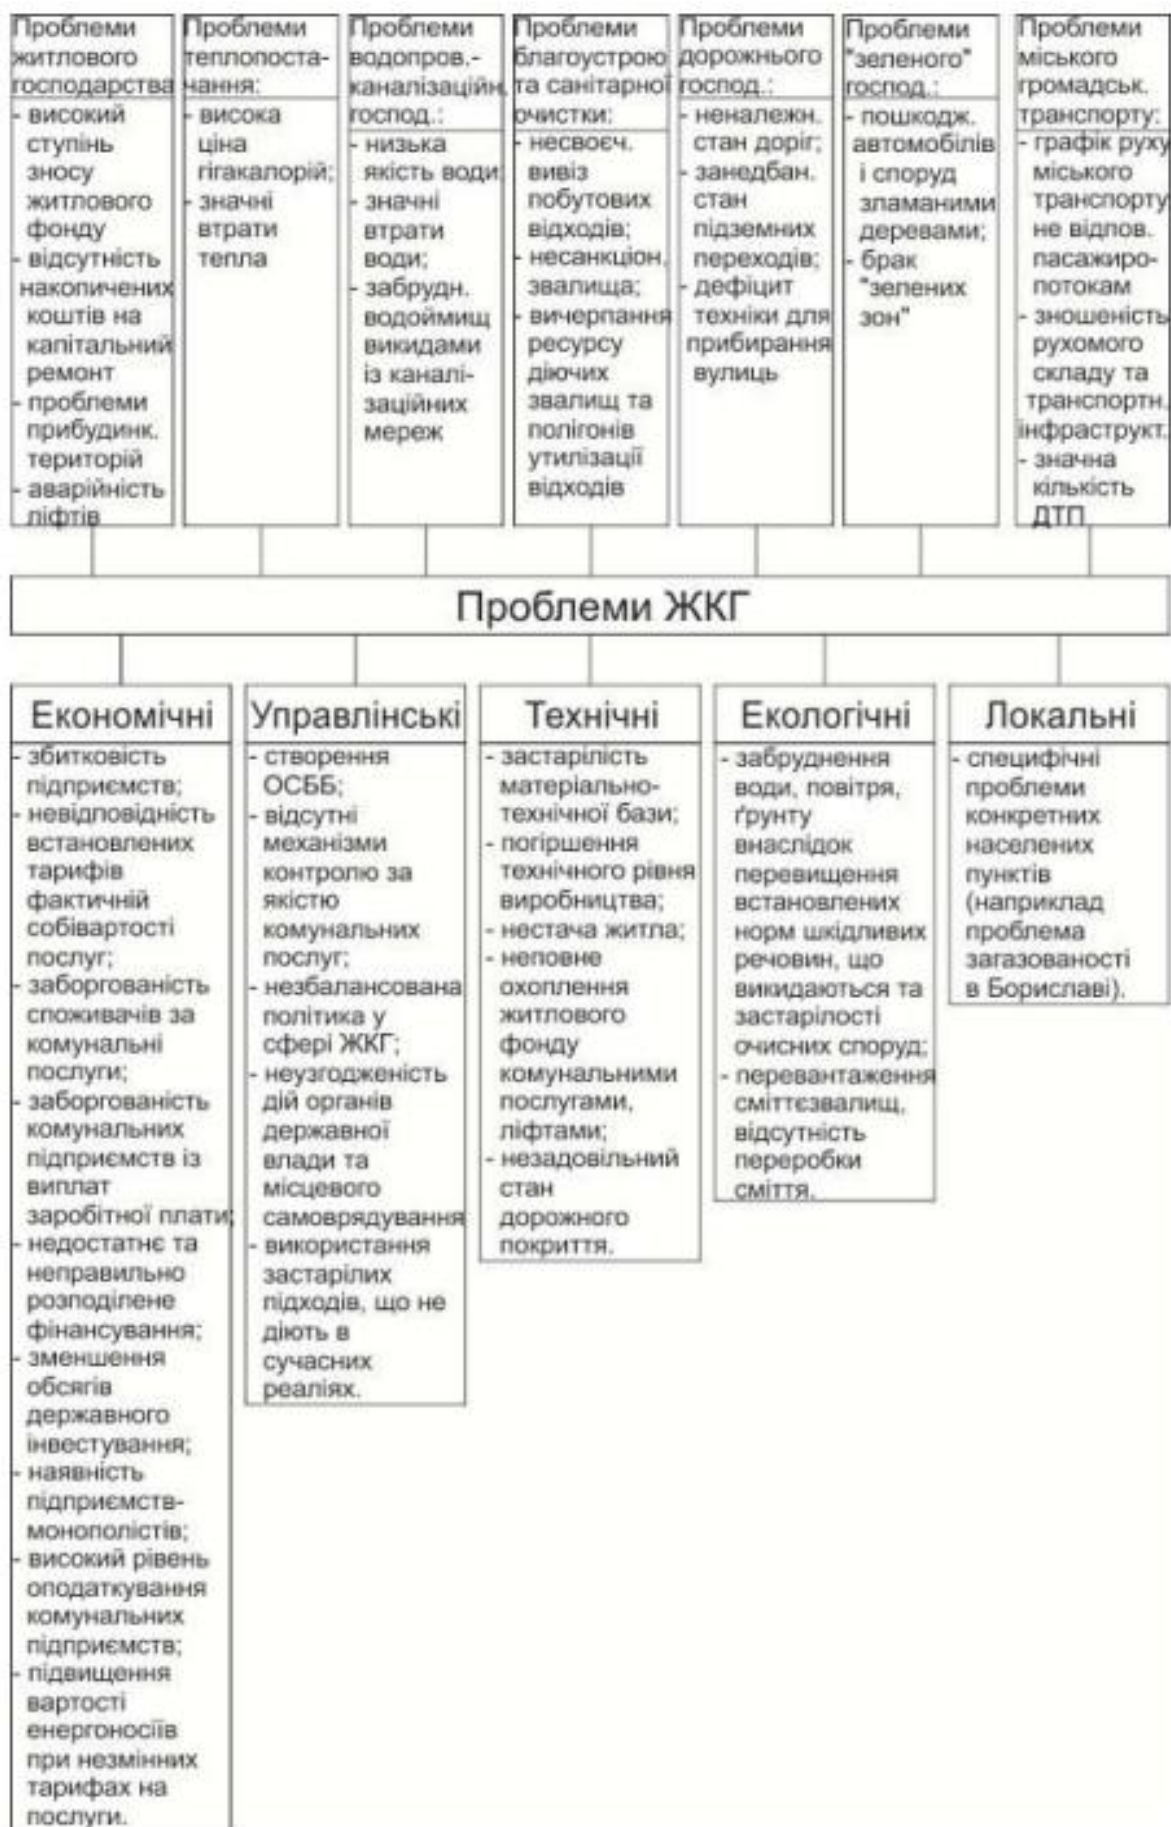 Проблеми
житлового
господарства
- високий
ступінь
зносу
житлового
фонду
- відсутність
накопичених
коштів на
капітальний
ремонт
- проблеми
прибудинк.
територій
- аварійність
ліфтів
Проблеми
теплопоста-
чання:
- висока
ціна
гігакалорій;
- значні
втрати
тепла
Проблеми
водопров.-
каналізаційн.
господ.:
- низька
якість води
- значні
втрати
води;
- забрудн.
водоймищ
викидами
із каналі-
заційних
мереж
Проблеми
благоустрою
та санітарної
очистки:
- несвоєч.
вивіз
побутових
відходів;
- несанкціон.
звалища;
- вичерпання
ресурсу
діючих
звалищ та
полігонів
утилізації
відходів
Проблеми
дорожнього
господ.:
- неналежн.
стан доріг;
- занедбан.
стан
підземних
переходів;
- дефіцит
техніки для
прибирання
вулиць
Проблеми
"зеленого"
господ.:
- пошкодж.
автомобілів
і споруд
зламаними
деревами;
- брак
"зелених
зон"
Проблеми
міського
громадськ.
транспорту:
- графік руху
міського
транспорту
не відпов.
пасажиро-
потокам
- зношеність
рухомого
складу та
транспортн.
інфраструкт.
- значна
кількість
ДТП
Проблеми ЖКГ
Економічні
- збитковість
підприємств;
- невідповідність
встановлених
тарифів
фактичній
собівартості
послуг;
- заборгованість
споживачів за
комунальні
послуги;
- заборгованість
комунальних
підприємств із
виплат
заробітної плати;
- недостатнє та
неправильно
розподілене
фінансування;
- зменшення
обсягів
державного
інвестування;
- наявність
підприємств-
монополістів;
- високий рівень
оподаткування
комунальних
підприємств;
- підвищення
вартості
енергоносіїв
при незмінних
тарифах на
послуги.
Управлінські
- створення
ОСББ;
- відсутні
механізми
контролю за
якістю
комунальних
послуг;
- незбалансована
політика у
сфері ЖКГ;
- неузгодженість
дій органів
державної
влади та
місцевого
самоврядування
- використання
застарілих
підходів, що не
діють в
сучасних
реаліях.
Технічні
- застарілість
матеріально-
технічної бази;
- погіршення
технічного рівня
виробництва;
- нестача житла;
- неповне
охоплення
житлового
фонду
комунальними
послугами,
ліфтами;
- незадовільний
стан
дорожного
покриття.
Екологічні
- забруднення
води, повітря,
ґрунту
внаслідок
перевищення
встановлених
норм шкідливих
речовин, що
викидаються та
застарілості
очисних споруд;
- перевантаження
сміттєзвалищ,
відсутність
переробки
сміття.
Локальні
- специфічні
проблеми
конкретних
населених
пунктів
(наприклад
проблема
загазованості
в Бориславі).